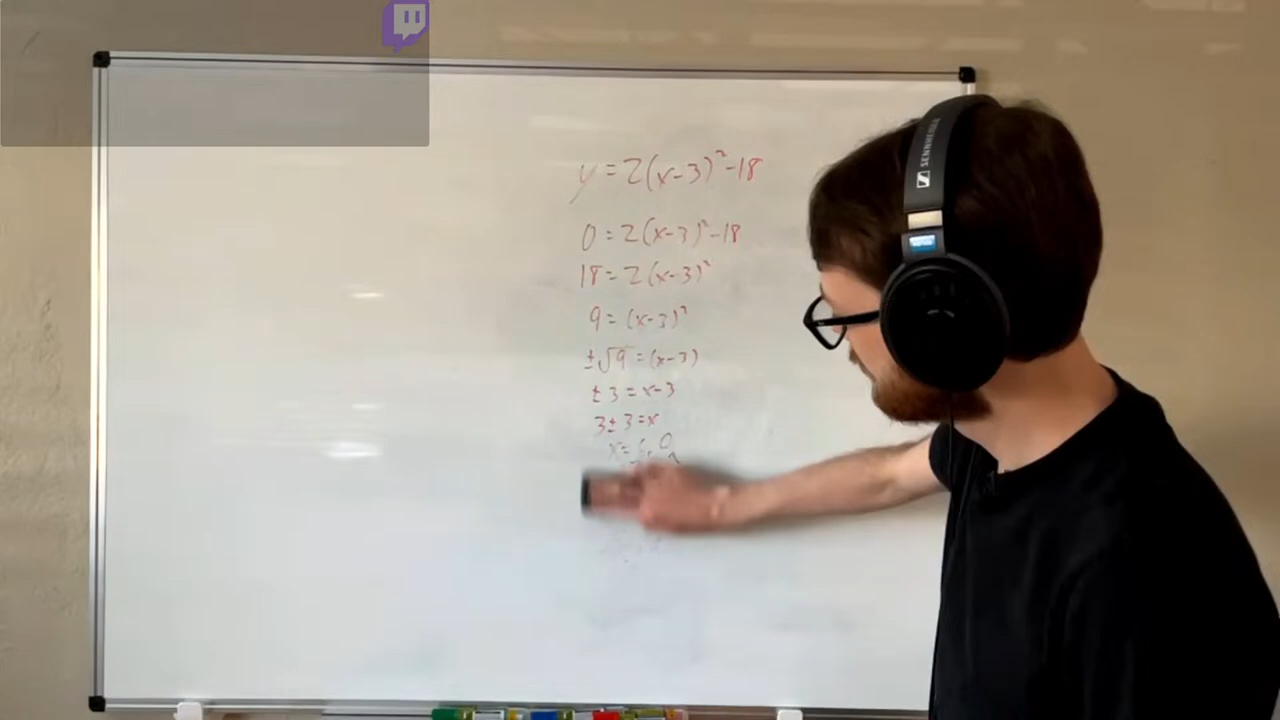 y=2(x-3)²-18
0=2(x-3)²-18
18=2(x-3)²
9=(x-3)²
±√9=(x-3)
±3=x-3
3±3=x
x=6, 0
SENNHEISER